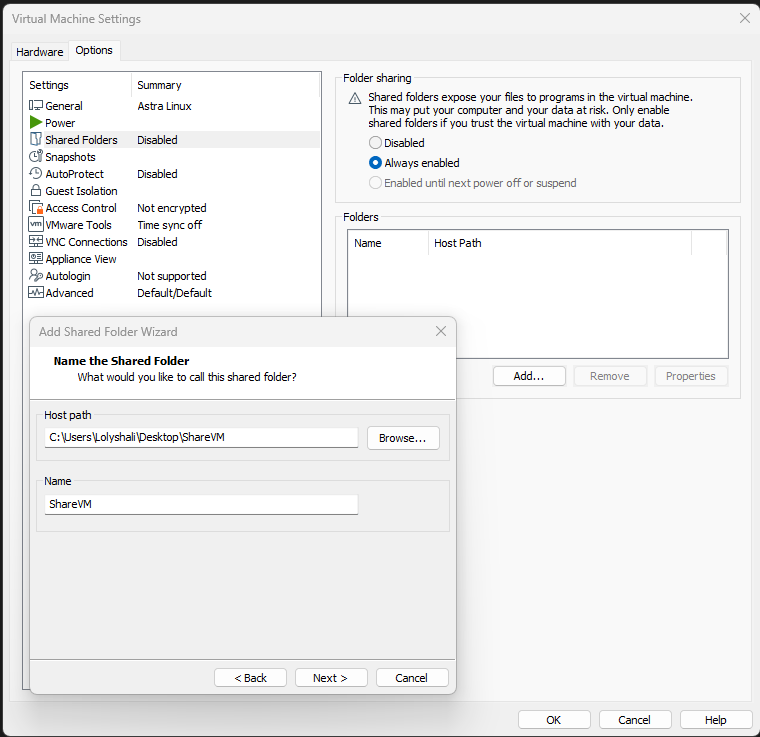 Virtual Machine Settings
Hardware Options
Settings Summary
General Astra Linux
Power
Shared Folders Disabled
Snapshots
AutoProtect Disabled
Guest Isolation
Access Control Not encrypted
vm VMware Tools Time sync off
VNC Connections Disabled
Appliance View
Autologin Not supported
Advanced Default/Default
Folder sharing
Shared folders expose your files to programs in the virtual machine.
This may put your computer and your data at risk. Only enable
shared folders if you trust the virtual machine with your data.
Disabled
Always enabled
Enabled until next power off or suspend
Folders
Name Host Path
Add... Remove Properties
Add Shared Folder Wizard
Name the Shared Folder
What would you like to call this shared folder?
Host path
C:\Users\Lolyshali\Desktop\ShareVM
Browse...
Name
ShareVM
< Back Next > Cancel
OK Cancel Help